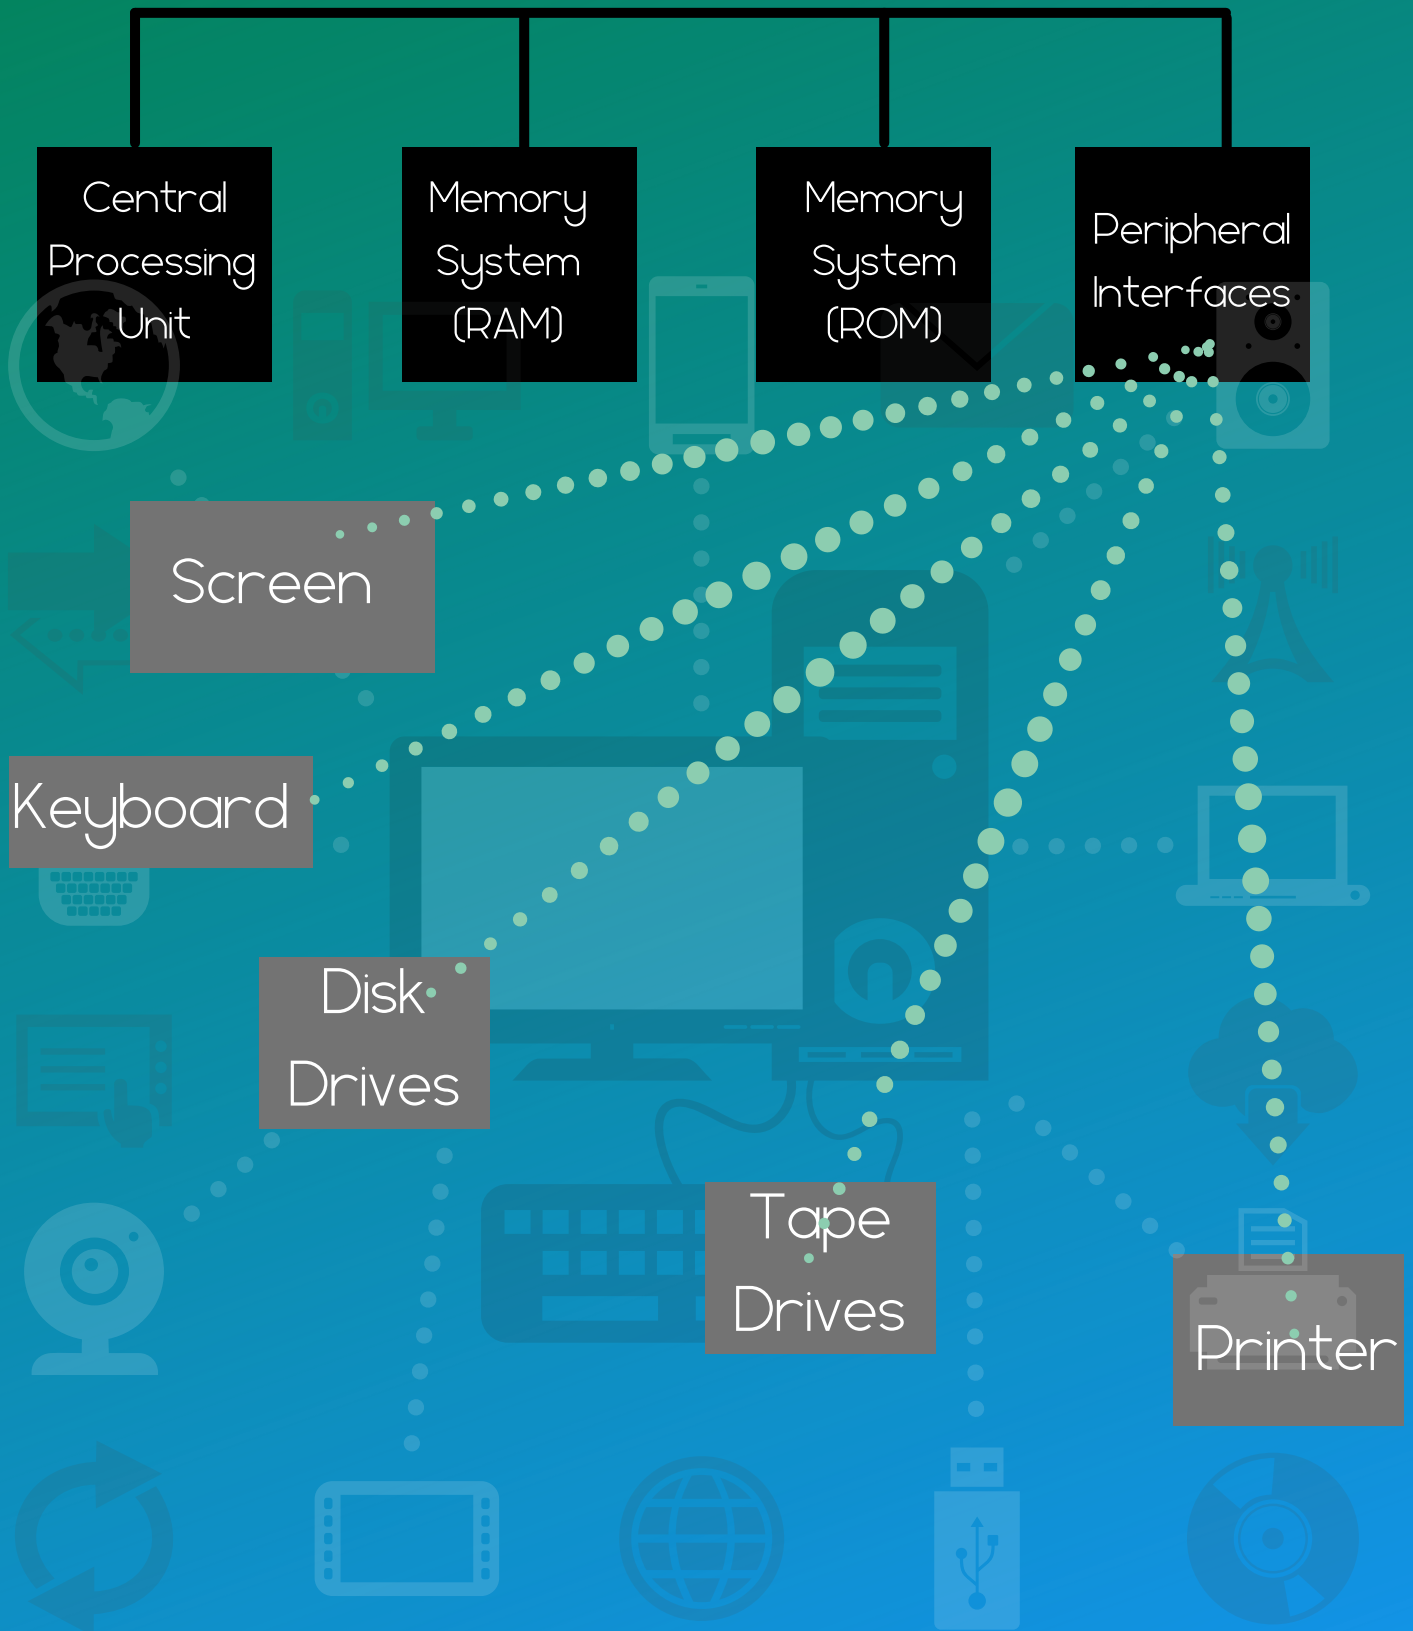 Central
Processing
Unit
Memory
System
(RAM)
Memory
System
(ROM)
Peripheral
Interfaces
Screen
Keyboard
Disk
Drives
Tape
Drives
Printer